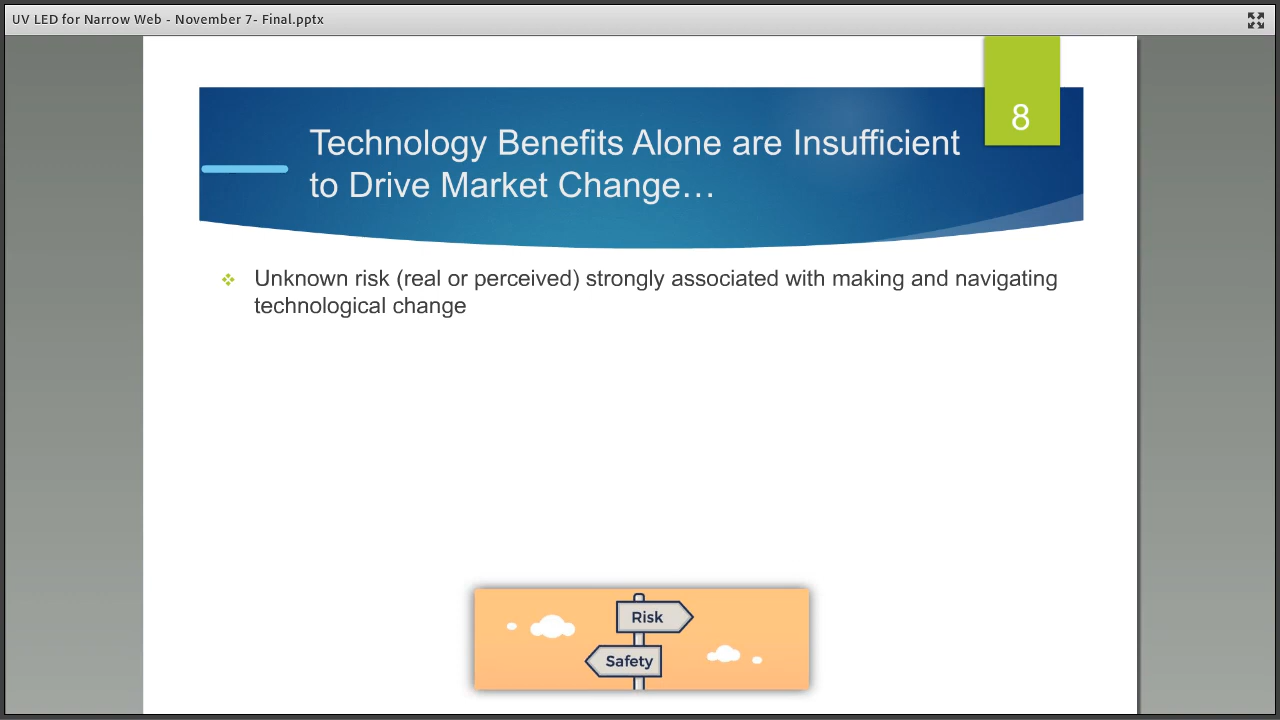 UV LED for Narrow Web - November 7- Final.pptx
8
Technology Benefits Alone are Insufficient
to Drive Market Change…
Unknown risk (real or perceived) strongly associated with making and navigating
technological change
Risk
Safety